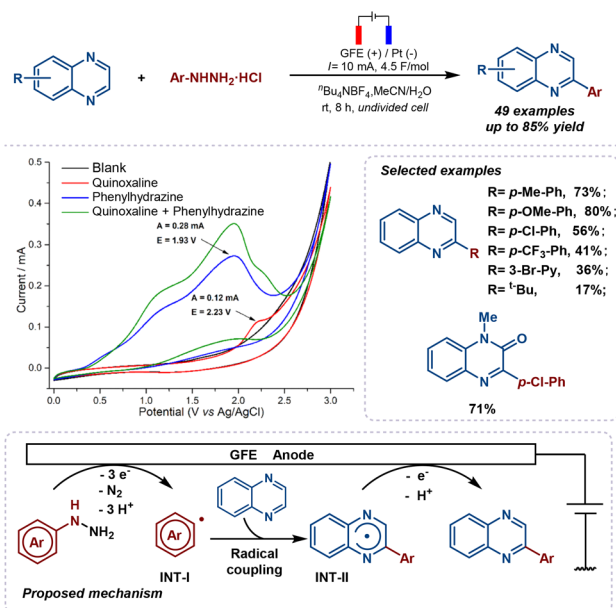 R
N
N
+
Ar-NHNH₂·HCl
GFE (+) / Pt (-)
I= 10 mA, 4.5 F/mol
ⁿBu₄NBF₄,MeCN/H₂O
rt, 8 h, undivided cell
R
N
N
Ar
49 examples
up to 85% yield
Blank
Quinoxaline
Phenylhydrazine
Quinoxaline + Phenylhydrazine
A = 0.28 mA
E = 1.93 V
A = 0.12 mA
E = 2.23 V
Current / mA
0.5
0.4
0.3
0.2
0.1
0.0
0.0 0.5 1.0 1.5 2.0 2.5 3.0
Potential (V vs Ag/AgCl)
Selected examples
N
N
R
R= p-Me-Ph, 73%;
R= p-OMe-Ph, 80%;
R= p-Cl-Ph, 56%;
R= p-CF₃-Ph, 41%;
R= 3-Br-Py, 36%;
R= ᵗ-Bu, 17%;
Me
N
O
N
p-Cl-Ph
71%
GFE Anode
- 3 e⁻
- N₂
- 3 H⁺
- e⁻
- H⁺
H
N
NH₂
Ar
Ar
INT-I
N
N
Radical
coupling
N
N
Ar
INT-II
N
N
Ar
Proposed mechanism